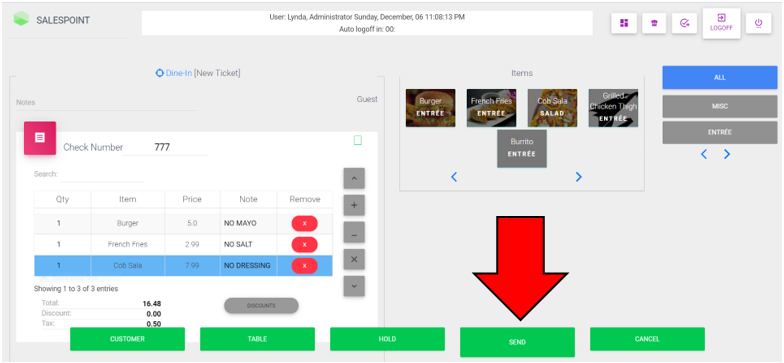 SALESPOINT
User: Lynda, Administrator Sunday, December, 06 11:08:13 PM
Auto logoff in: 00:
LOGOFF
Dine-In [New Ticket]
Notes
Guest
Check Number 777
Search:
Qty Item Price Note Remove
1 Burger 5.0 NO MAYO x
1 French Fries 2.99 NO SALT x
1 Cob Sala 7.99 NO DRESSING x
Showing 1 to 3 of 3 entries
Total: 16.48
Discount: 0.00
Tax: 0.50
DISCOUNTS
Items
Burger
ENTRÉE
French Fries
ENTRÉE
Cob Sala
SALAD
Grilled
Chicken Thigh
ENTRÉE
Burrito
ENTRÉE
ALL
MISC
ENTRÉE
CUSTOMER TABLE HOLD SEND CANCEL